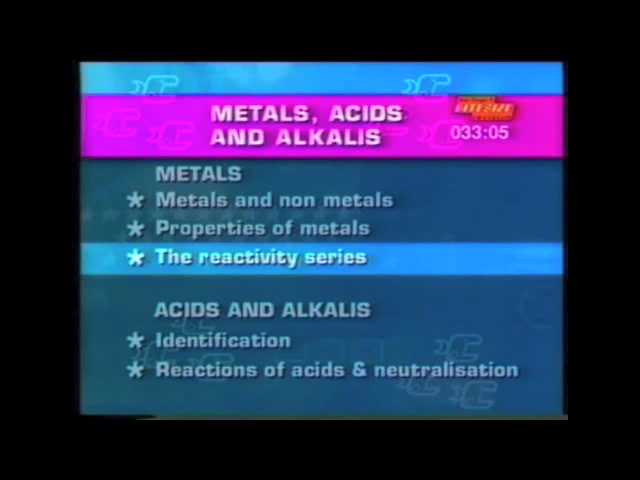 METALS, ACIDS
AND ALKALIS
BITESIZE
033:05
METALS
* Metals and non metals
* Properties of metals
* The reactivity series
ACIDS AND ALKALIS
* Identification
* Reactions of acids & neutralisation